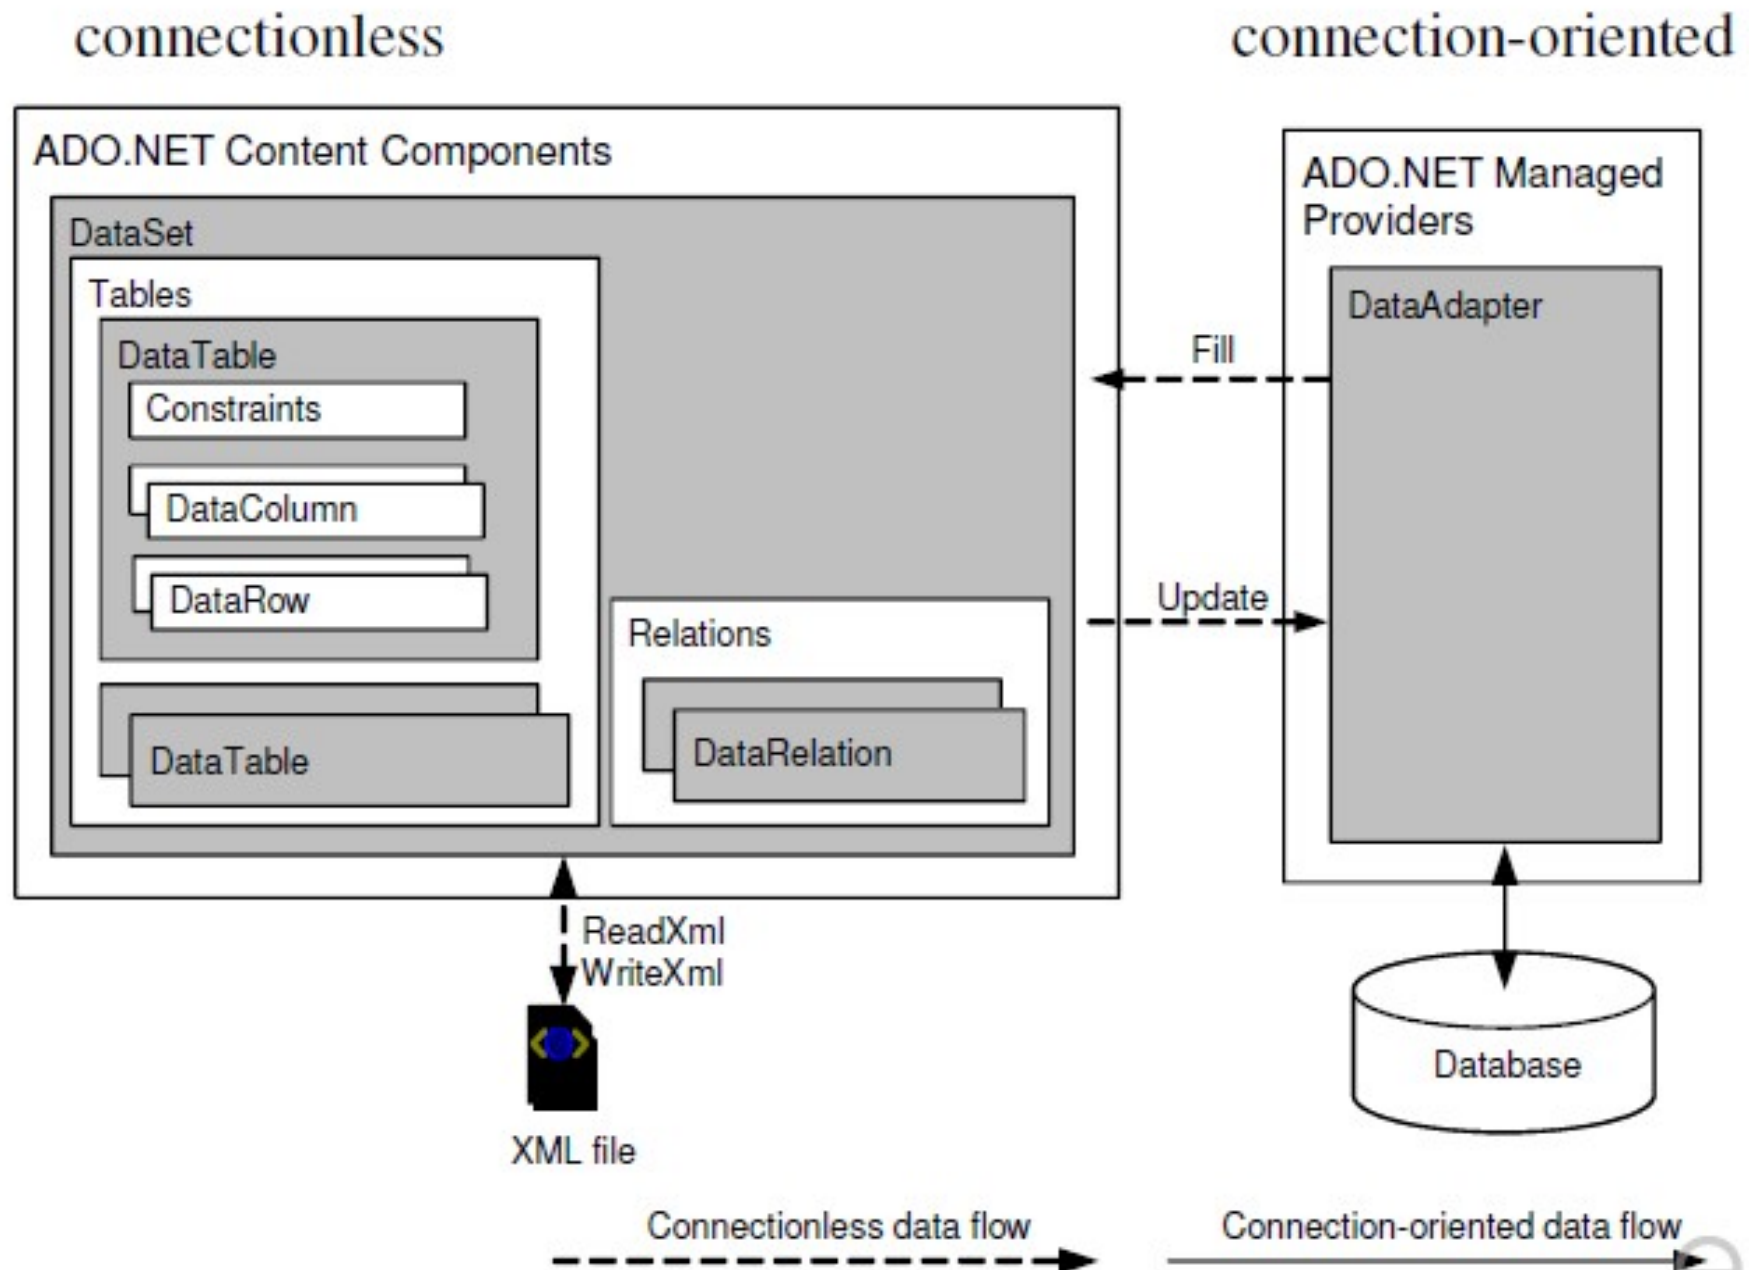 connectionless
connection-oriented
ADO.NET Content Components
DataSet
Tables
DataTable
Constraints
DataColumn
DataRow
DataTable
Relations
DataRelation
Fill
Update
ADO.NET Managed
Providers
DataAdapter
ReadXml
WriteXml
XML file
Database
Connectionless data flow
Connection-oriented data flow